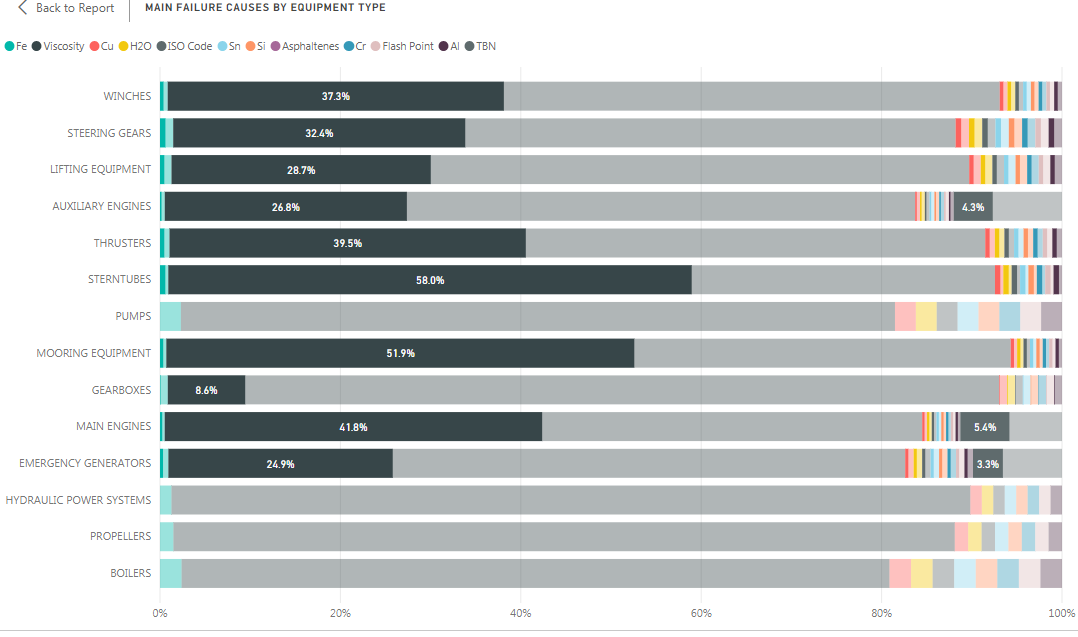 Back to Report MAIN FAILURE CAUSES BY EQUIPMENT TYPE
Fe Viscosity Cu H2O ISO Code Sn Si Asphaltenes Cr Flash Point Al TBN
WINCHES 37.3%
STEERING GEARS 32.4%
LIFTING EQUIPMENT 28.7%
AUXILIARY ENGINES 26.8% 4.3%
THRUSTERS 39.5%
STERNTUBES 58.0%
PUMPS
MOORING EQUIPMENT 51.9%
GEARBOXES 8.6%
MAIN ENGINES 41.8% 5.4%
EMERGENCY GENERATORS 24.9% 3.3%
HYDRAULIC POWER SYSTEMS
PROPELLERS
BOILERS
0% 20% 40% 60% 80% 100%